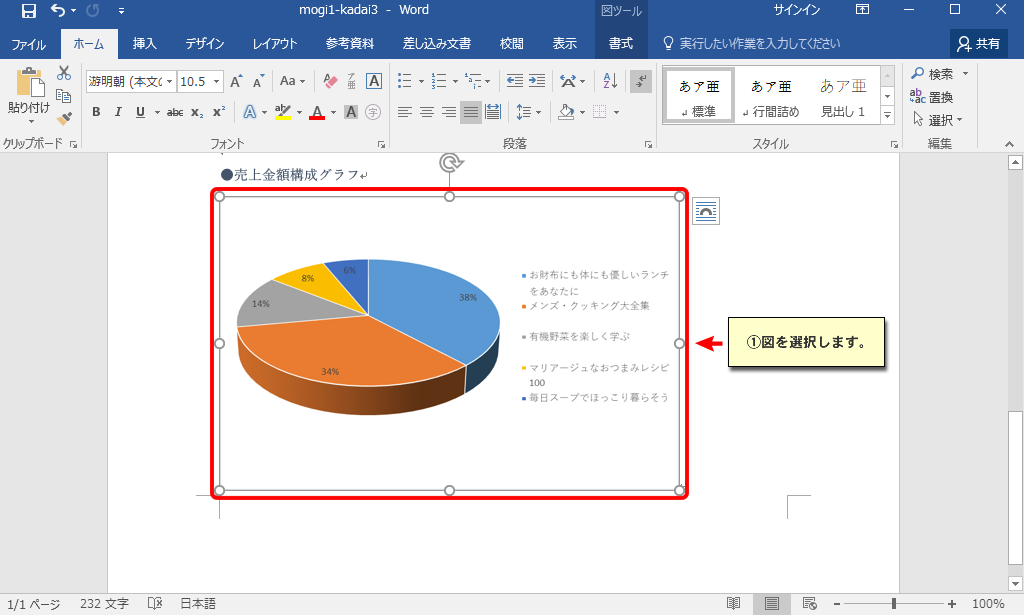 mogi1-kadai3 - Word
図ツール
サインイン
ファイル ホーム 挿入 デザイン レイアウト 参考資料 差し込み文書 校閲 表示 書式 実行したい作業を入力してください 共有
貼り付け
游明朝 (本文の 10.5 A A Aa A
B I U abc x₂ x² A ab A A 字
あア亜 あア亜 あア亜
↲標準 ↲行間詰め 見出し 1
検索
置換
選択
クリップボード フォント 段落 スタイル 編集
●売上金額構成グラフ↲
6%
8%
38%
14%
34%
お財布にも体にも優しいランチ
をあなたに
メンズ・クッキング大全集
有機野菜を楽しく学ぶ
マリアージュなおつまみレシピ
100
毎日スープでほっこり暮らそう
①図を選択します。
1/1 ページ 232 文字 日本語 100%